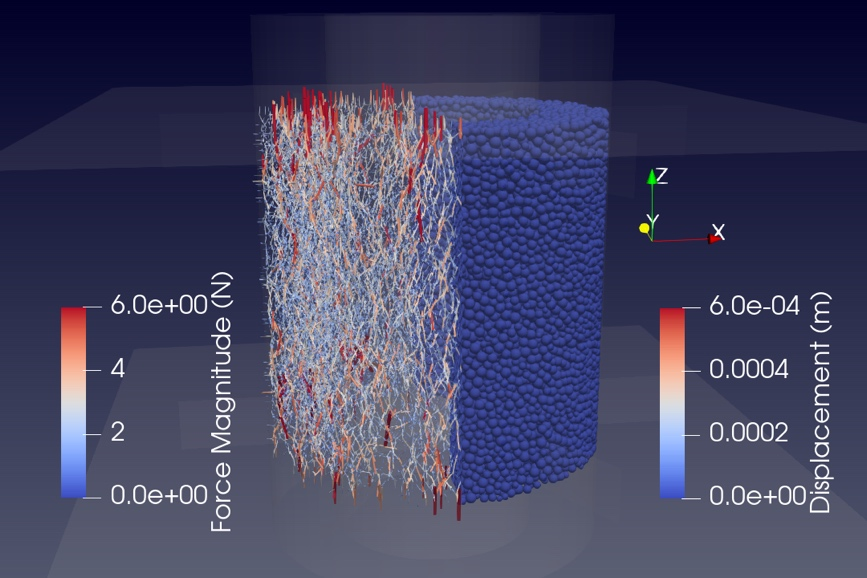 Z
Y
X
6.0e+00
4
2
0.0e+00
Force Magnitude (N)
6.0e-04
0.0004
0.0002
0.0e+00
Displacement (m)